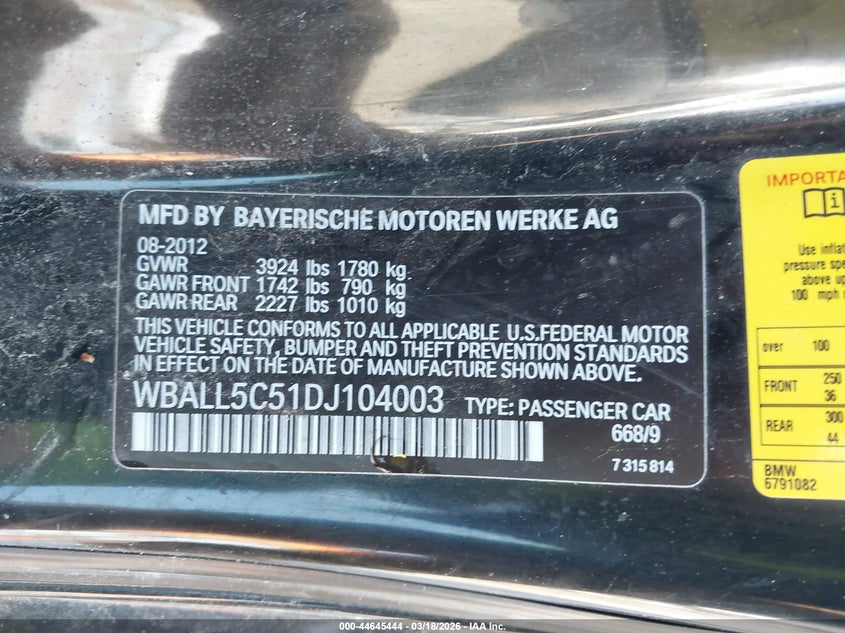 MFD BY BAYERISCHE MOTOREN WERKE AG
08-2012
GVWR 3924 lbs 1780 kg
GAWR FRONT 1742 lbs 790 kg
GAWR REAR 2227 lbs 1010 kg
THIS VEHICLE CONFORMS TO ALL APPLICABLE U.S.FEDERAL MOTOR
VEHICLE SAFETY, BUMPER AND THEFT PREVENTION STANDARDS
IN EFFECT ON THE DATE OF MANUFACTURE SHOWN ABOVE.
WBALL5C51DJ104003 TYPE: PASSENGER CAR
668/9
7 315 814
i
Use
pressure
above
100 mph
over 100
FRONT 250
36
REAR 300
44
BMW
6791082
000-44645444 - 03/18/2026 - IAA Inc.